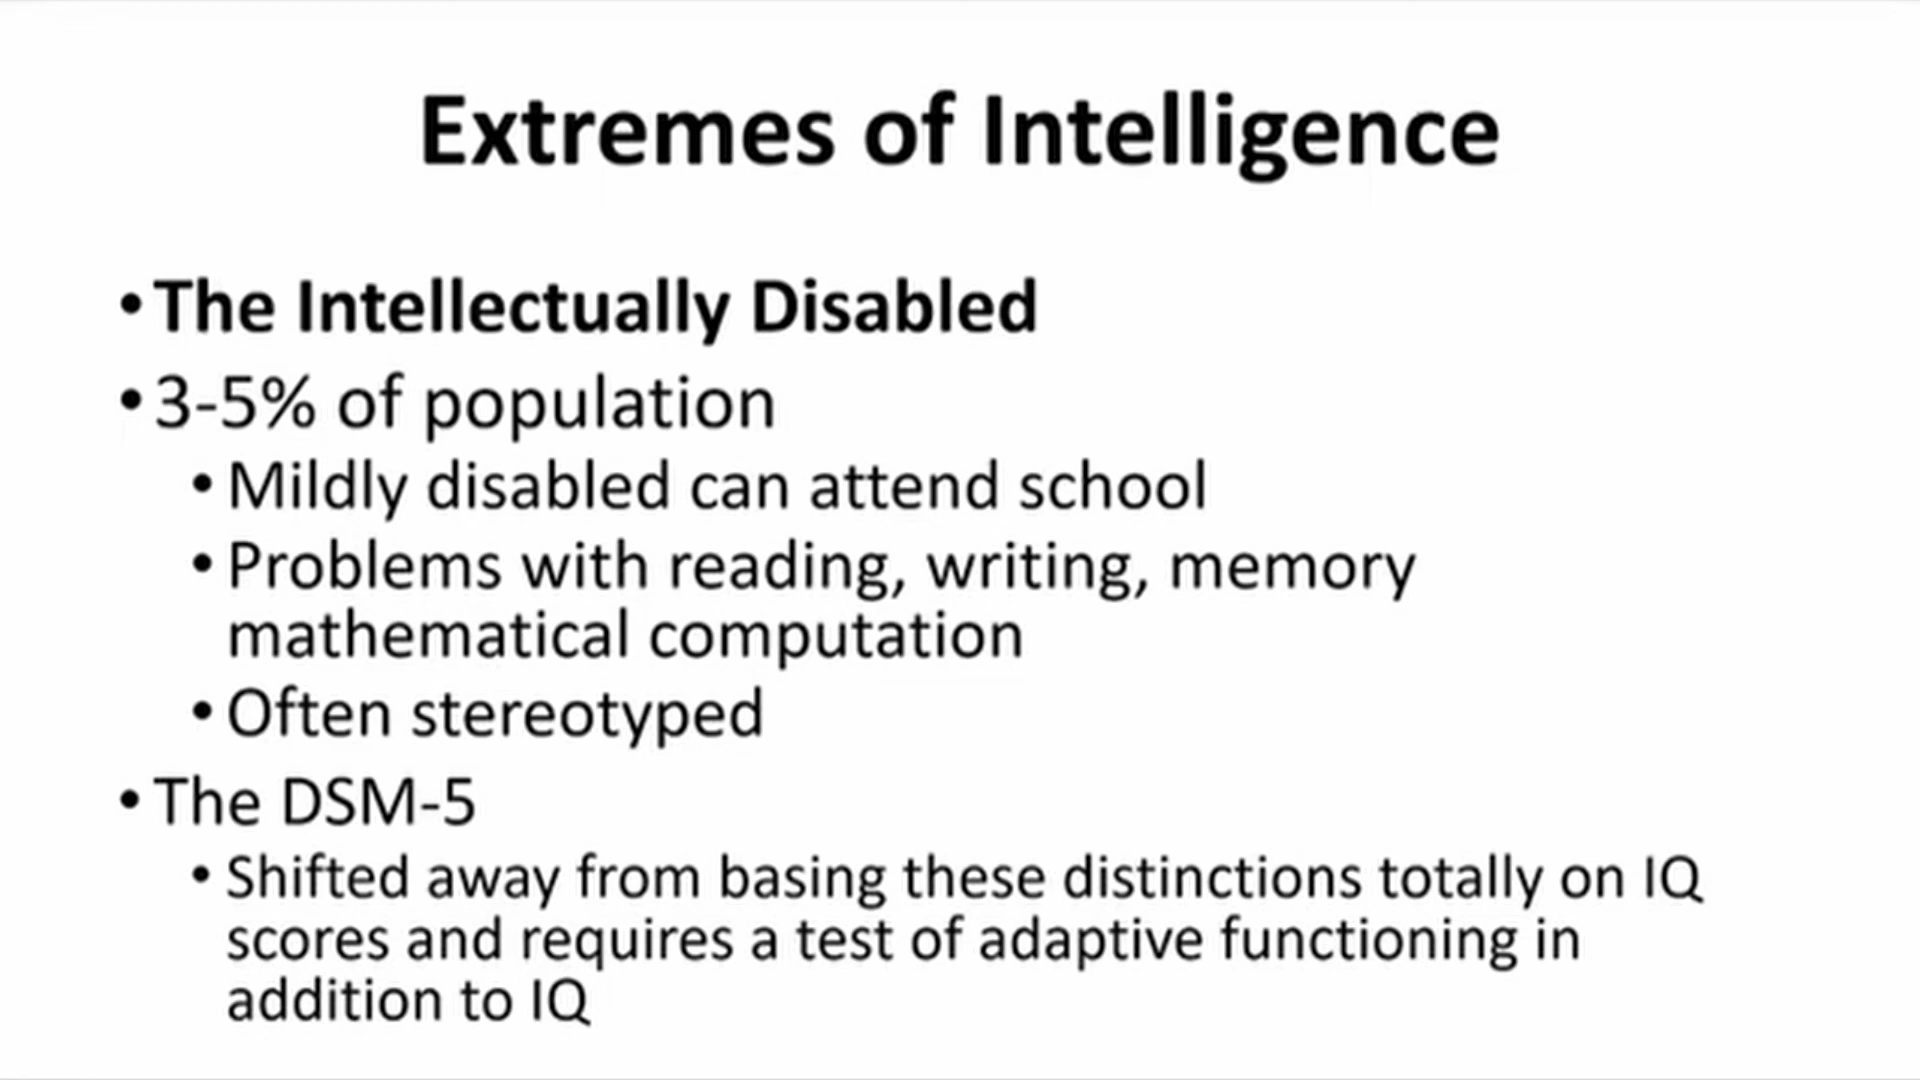 Extremes of Intelligence
• The Intellectually Disabled
• 3-5% of population
• Mildly disabled can attend school
• Problems with reading, writing, memory
mathematical computation
• Often stereotyped
• The DSM-5
• Shifted away from basing these distinctions totally on IQ
scores and requires a test of adaptive functioning in
addition to IQ